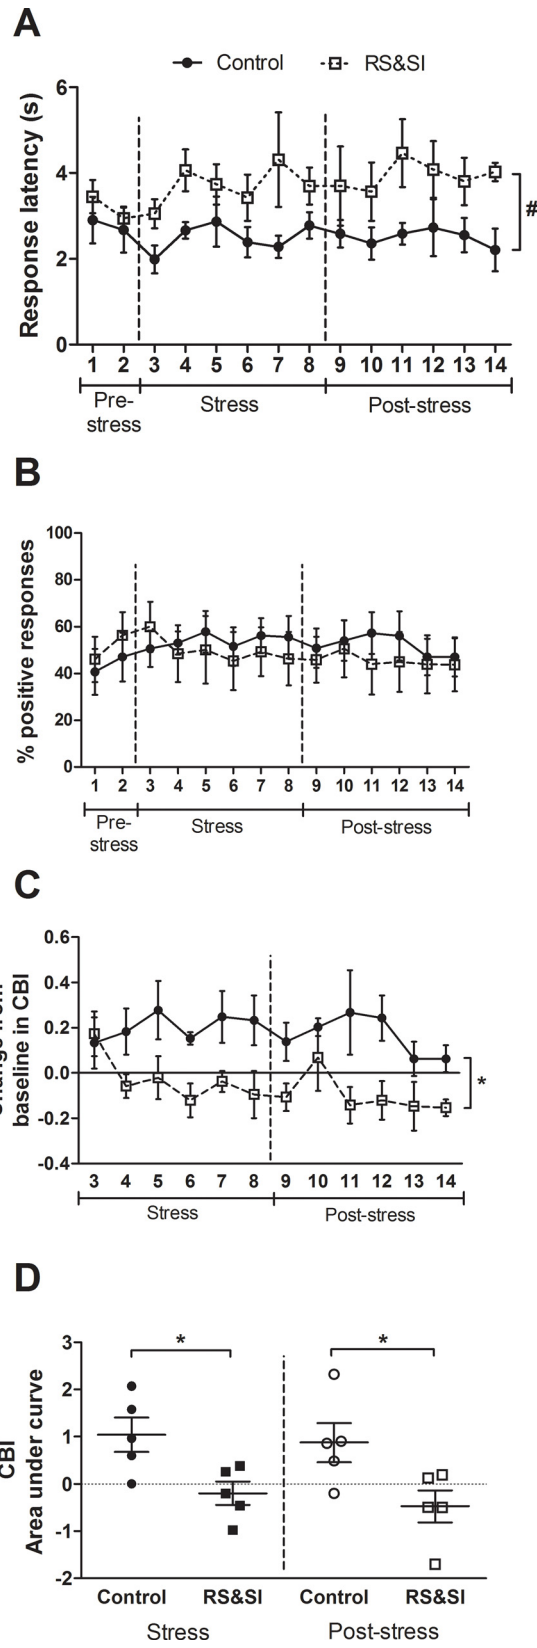 A
Control
RS&SI
Response latency (s)
6
4
2
0
#
1 2 3 4 5 6 7 8 9 10 11 12 13 14
Pre-
stress
Stress
Post-stress
B
% positive responses
100
80
60
40
20
0
1 2 3 4 5 6 7 8 9 10 11 12 13 14
Pre-
stress
Stress
Post-stress
C
baseline in CBI
0.6
0.4
0.2
0.0
-0.2
-0.4
*
3 4 5 6 7 8 9 10 11 12 13 14
Stress
Post-stress
D
CBI
Area under curve
3
2
1
0
-1
-2
*
*
Control RS&SI Control RS&SI
Stress
Post-stress